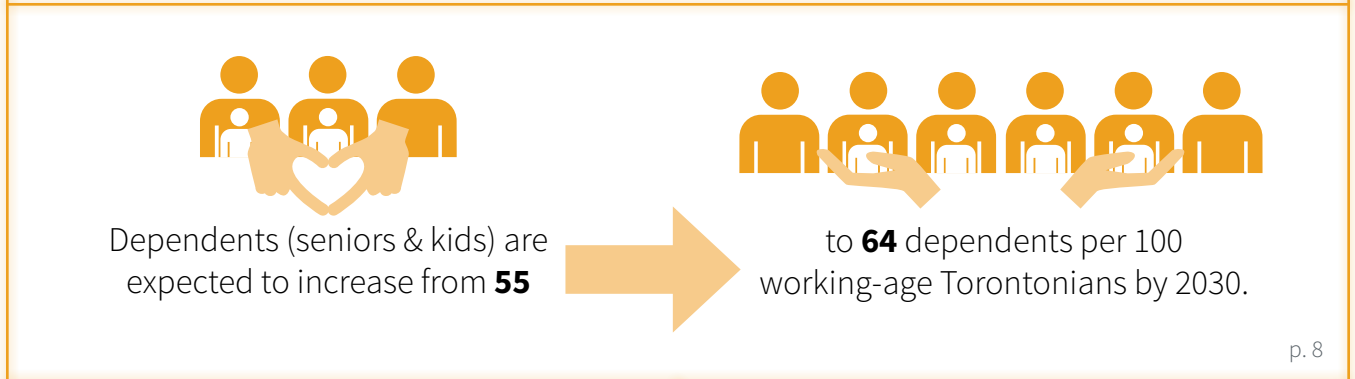 Dependents (seniors & kids) are
expected to increase from 55
to 64 dependents per 100
working-age Torontonians by 2030.
p. 8